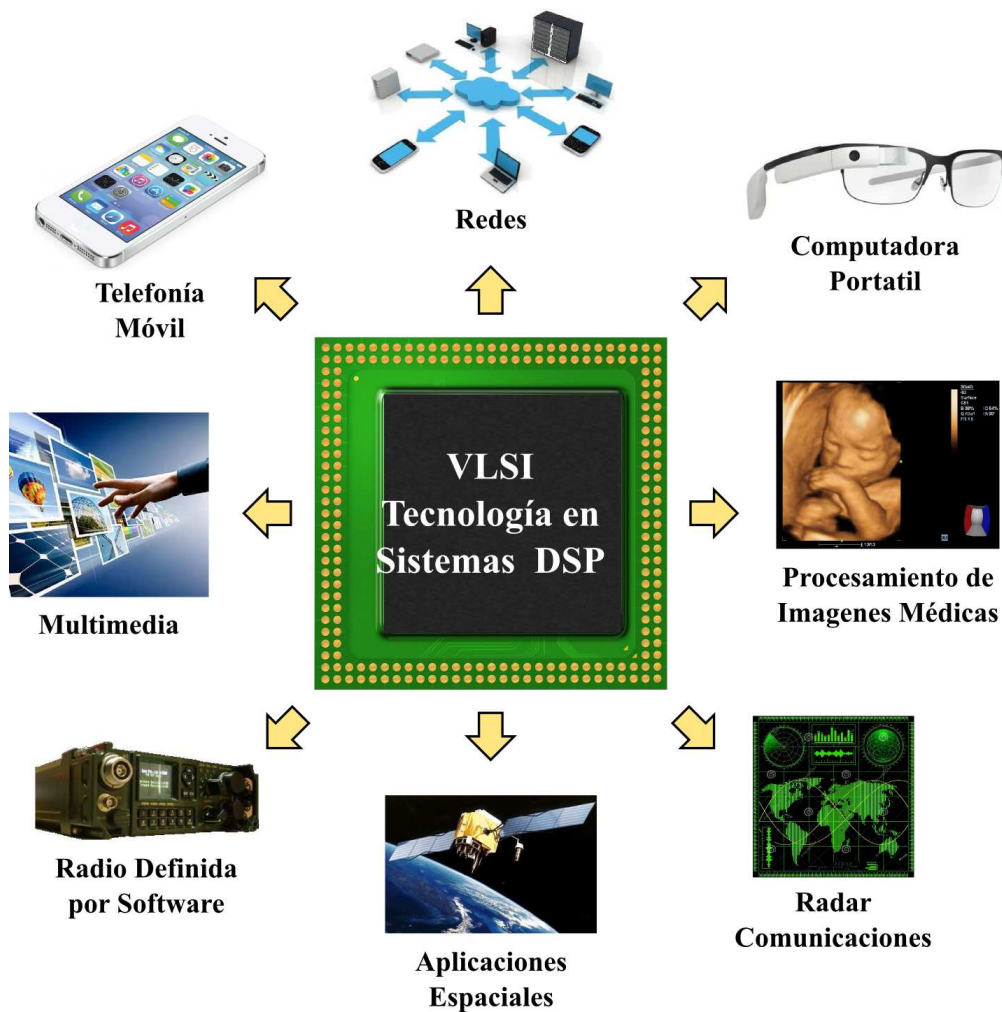 Redes
Telefonía
Móvil
Computadora
Portatil
VLSI
Tecnología en
Sistemas DSP
Multimedia
Procesamiento de
Imagenes Médicas
Radio Definida
por Software
Aplicaciones
Espaciales
Radar
Comunicaciones